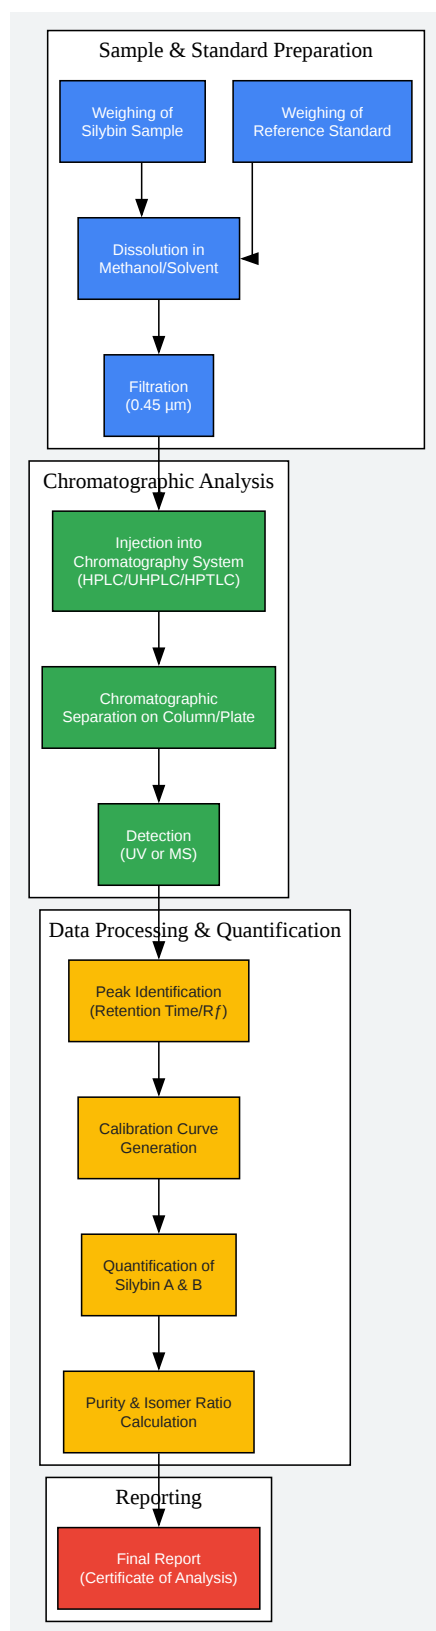 Sample & Standard Preparation
Weighing of
Silybin Sample
Weighing of
Reference Standard
Dissolution in
Methanol/Solvent
Filtration
(0.45 µm)
Chromatographic Analysis
Injection into
Chromatography System
(HPLC/UHPLC/HPTLC)
Chromatographic
Separation on Column/Plate
Detection
(UV or MS)
Data Processing & Quantification
Peak Identification
(Retention Time/Rƒ)
Calibration Curve
Generation
Quantification of
Silybin A & B
Purity & Isomer Ratio
Calculation
Reporting
Final Report
(Certificate of Analysis)